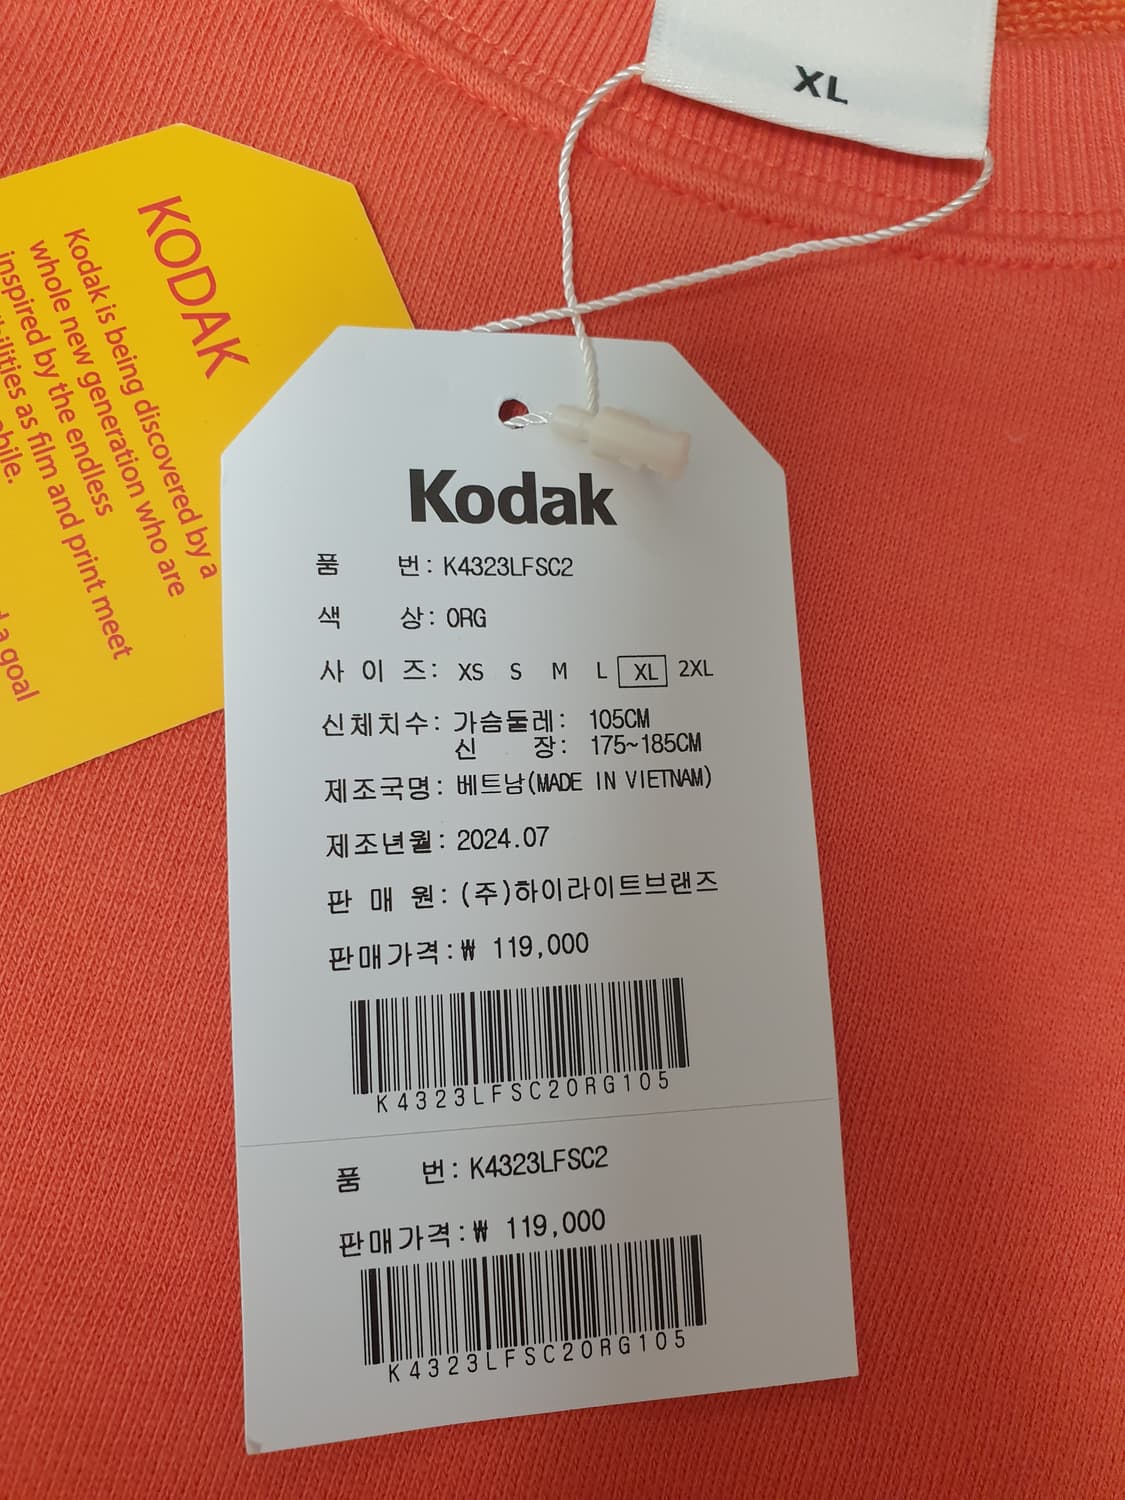 XL
KODAK
Kodak is being discovered by a
whole new generation who are
inspired by the endless
as film and print meet
a goal
Kodak
품 번: K4323LFSC2
색 상: ORG
사 이 즈: XS S M L XL 2XL
신체치수: 가슴둘레: 105CM
신 장: 175~185CM
제조국명: 베트남(MADE IN VIETNAM)
제조년월: 2024.07
판 매 원: (주)하이라이트브랜즈
판매가격:₩ 119,000
K4323LFSC2ORG105
품 번: K4323LFSC2
판매가격:₩ 119,000
K4323LFSC2ORG105